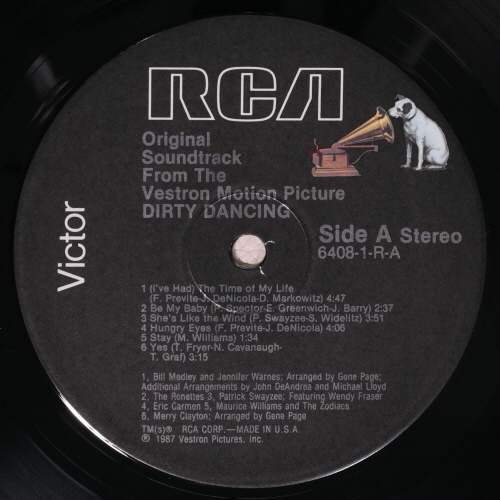 RCA
Original
Soundtrack
From The
Vestron Motion Picture
DIRTY DANCING
Side A Stereo
6408-1-R-A
Victor
1 (I've Had) The Time of My Life
(F. Previte-J. DeNicola-D. Markowitz) 4:47
2 Be My Baby (P. Spector-E. Greenwich-J. Barry) 2:37
3 She's Like the Wind (P. Swayzee-S. Widelitz) 3:51
4 Hungry Eyes (F. Previte-J. DeNicola) 4:06
5 Stay (M. Williams) 1:34
6 Yes (T. Fryer-N. Cavanaugh-
T. Graf) 3:15
1, Bill Medley and Jennifer Warnes; Arranged by Gene Page;
Additional Arrangements by John DeAndrea and Michael Lloyd
2, The Ronettes 3, Patrick Swayzee; Featuring Wendy Fraser
4, Eric Carmen 5, Maurice Williams and The Zodiacs
6, Merry Clayton; Arranged by Gene Page
TM(s)® RCA CORP.—MADE IN U.S.A.
℗ 1987 Vestron Pictures, Inc.